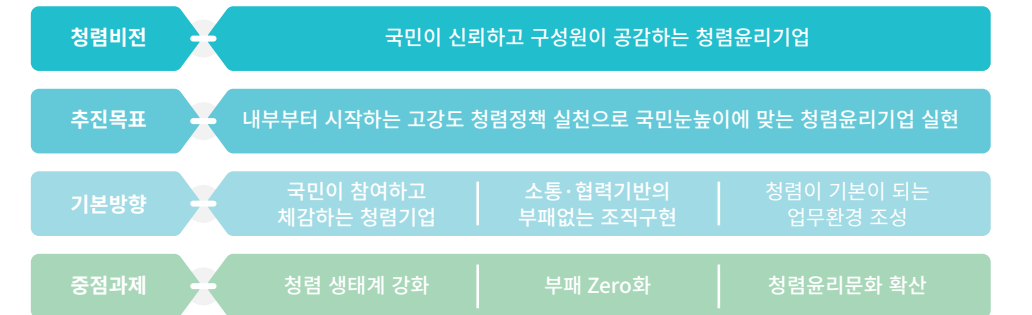 청렴비전
국민이 신뢰하고 구성원이 공감하는 청렴윤리기업
추진목표
내부부터 시작하는 고강도 청렴정책 실천으로 국민눈높이에 맞는 청렴윤리기업 실현
기본방향
국민이 참여하고
체감하는 청렴기업
소통·협력기반의
부패없는 조직구현
청렴이 기본이 되는
업무환경 조성
중점과제
청렴 생태계 강화
부패 Zero화
청렴윤리문화 확산